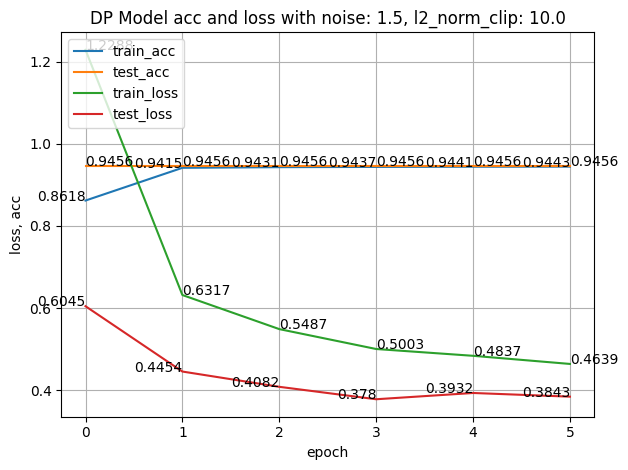 DP Model acc and loss with noise: 1.5, l2_norm_clip: 10.0
train_acc
test_acc
train_loss
test_loss
1.2288
0.9456 0.9415 0.9456 0.9431 0.9456 0.9437 0.9456 0.9441 0.9456 0.9443 0.9456
0.8618
0.6317
0.6045
0.5487
0.5003
0.4837
0.4639
0.4454
0.4082
0.378
0.3932
0.3843
loss, acc
1.2
1.0
0.8
0.6
0.4
0 1 2 3 4 5
epoch